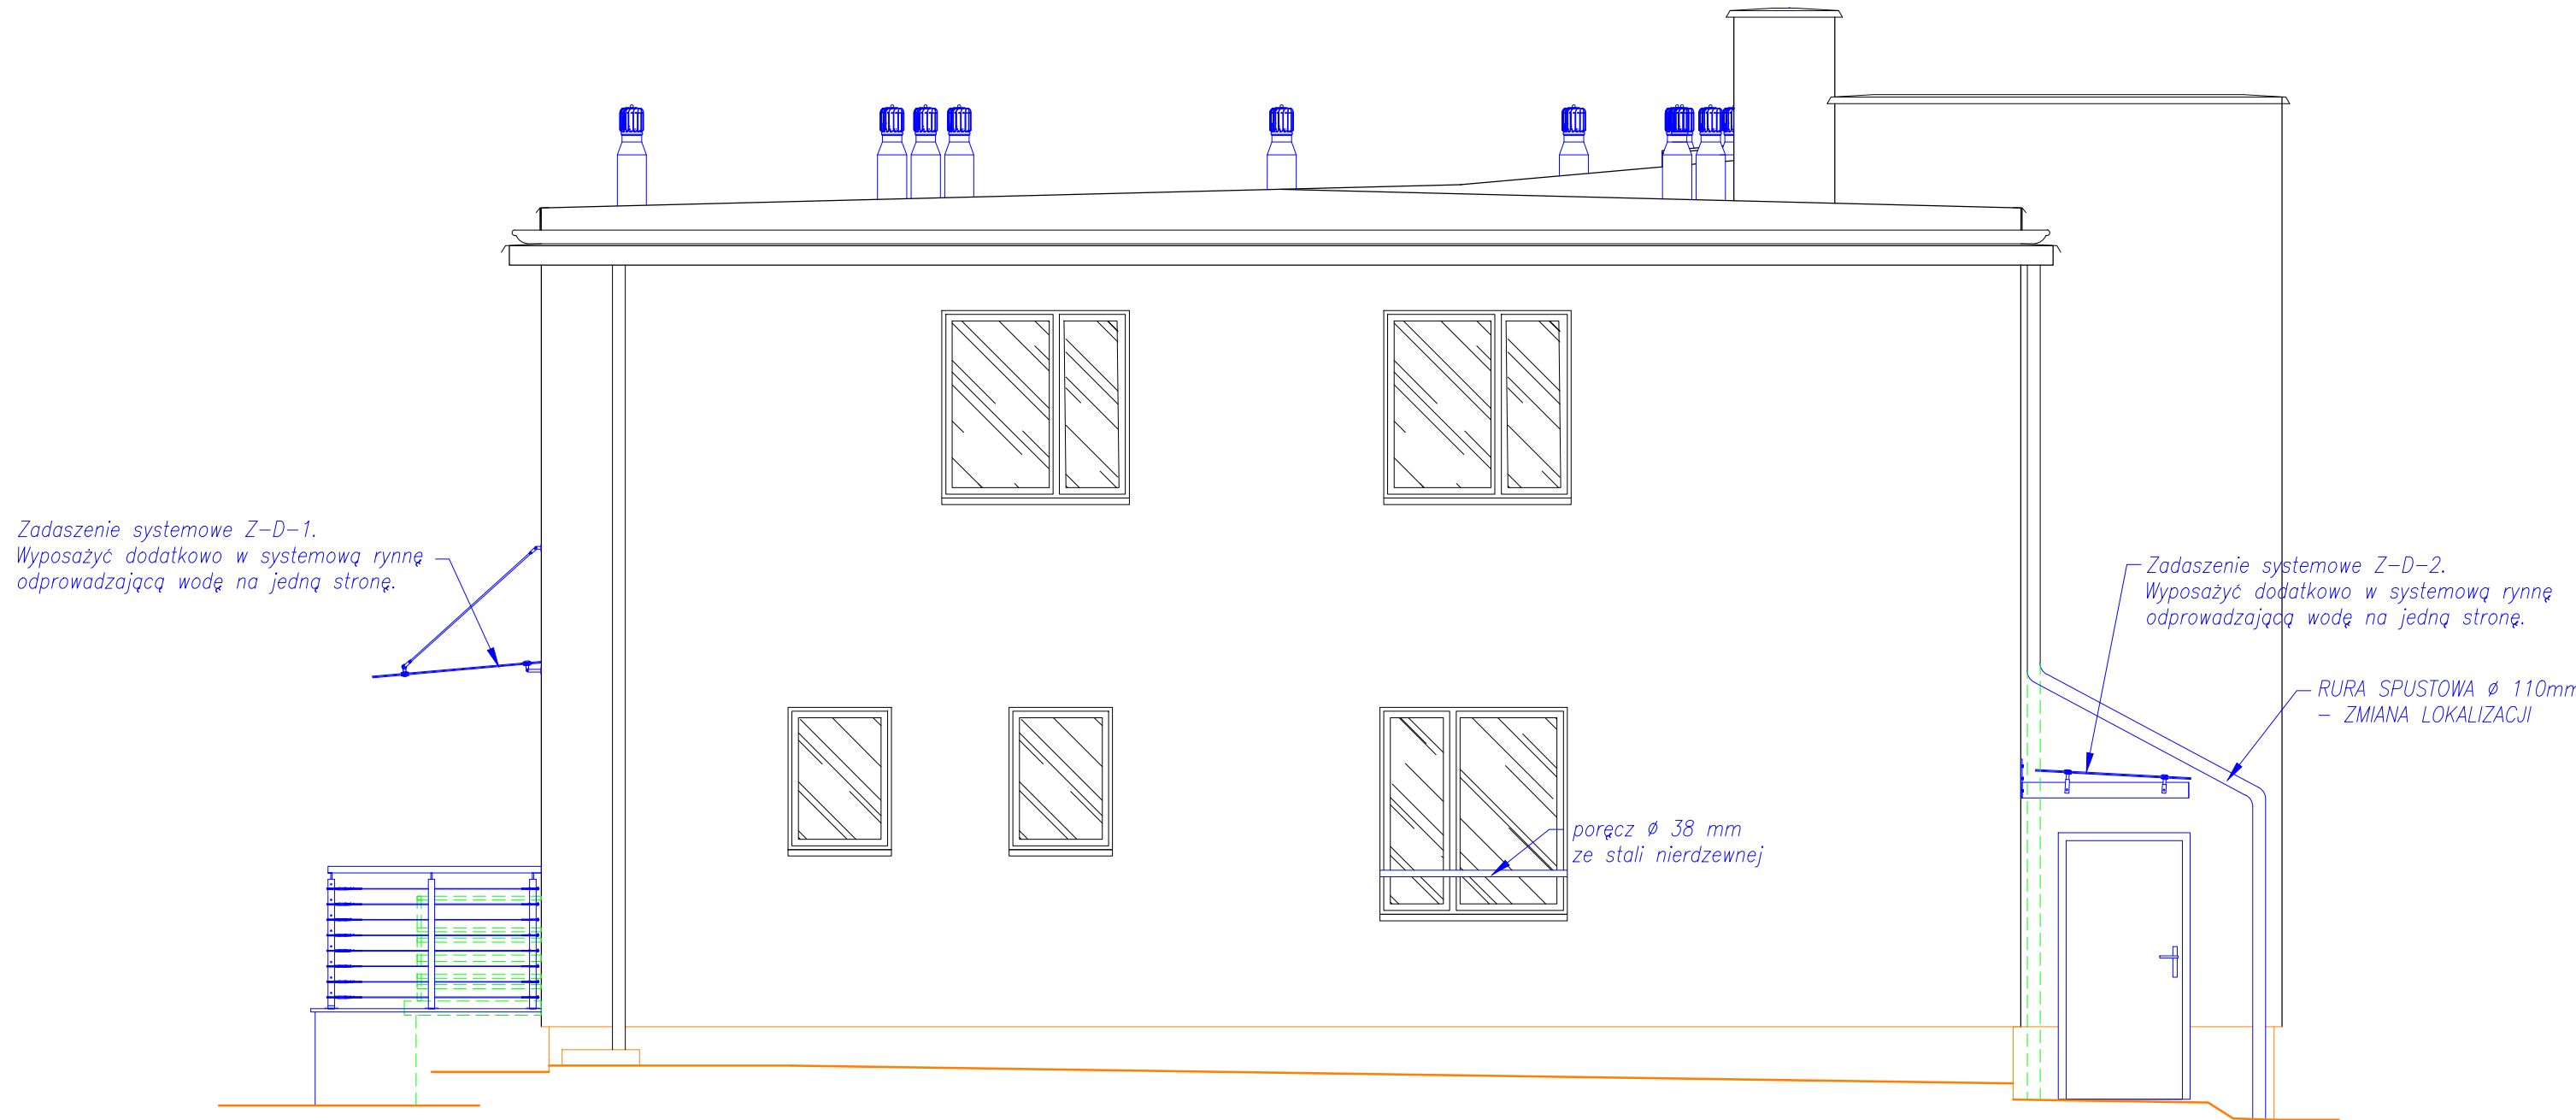 Zadaszenie systemowe Z-D-1.
Wyposażyć dodatkowo w systemową rynnę
odprowadzającą wodę na jedną stronę.
Zadaszenie systemowe Z-D-2.
Wyposażyć dodatkowo w systemową rynnę
odprowadzającą wodę na jedną stronę.
RURA SPUSTOWA ø 110mm
- ZMIANA LOKALIZACJI
poręcz ø 38 mm
ze stali nierdzewnej